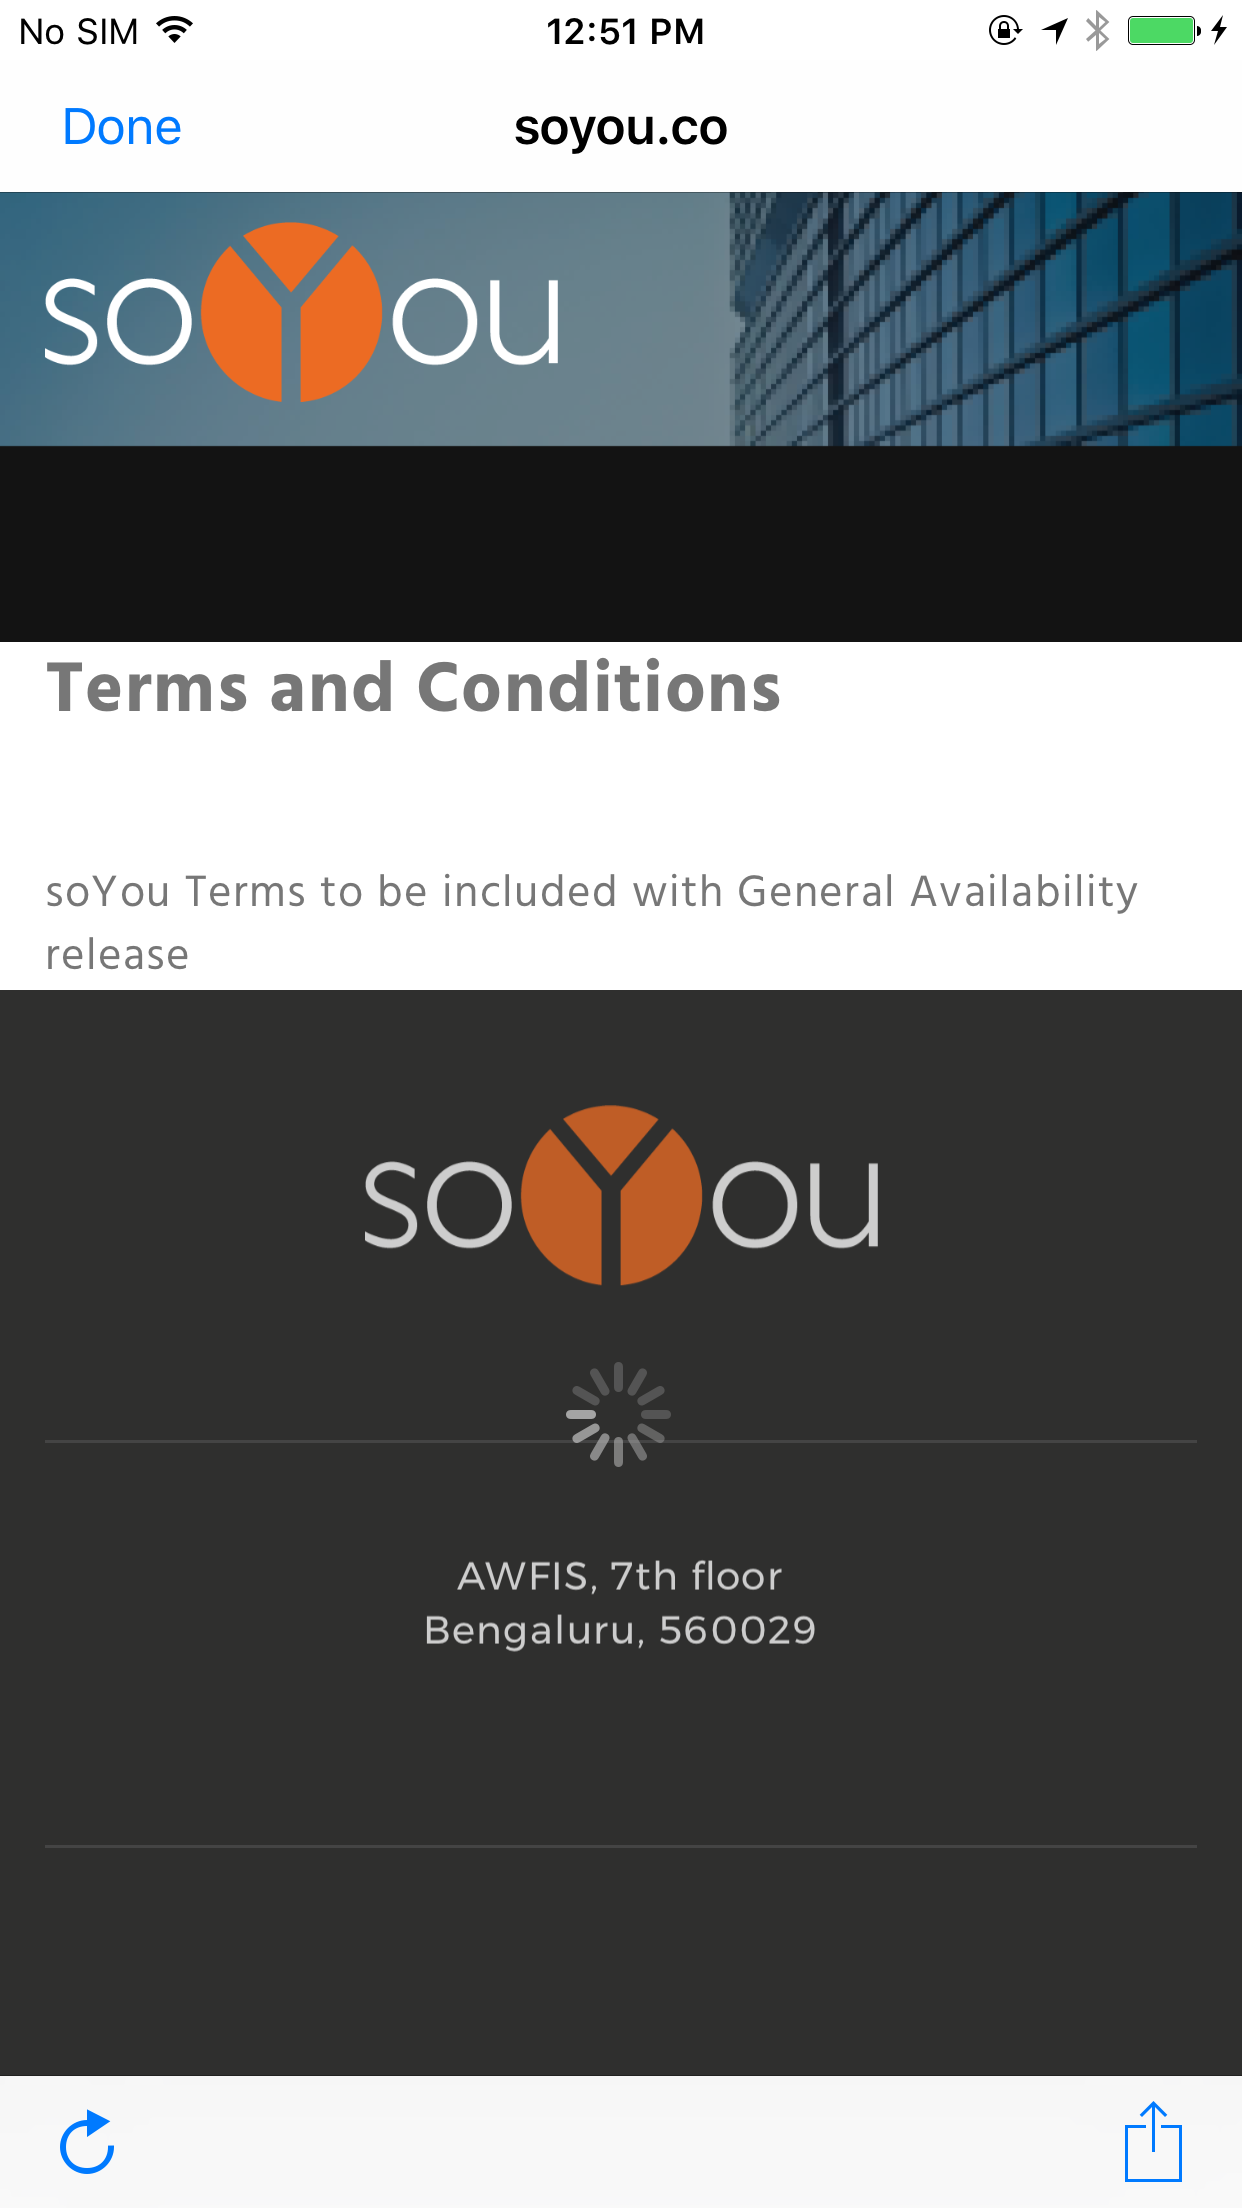 No SIM 12:51 PM
Done soyou.co
soYou
Terms and Conditions
soYou Terms to be included with General Availability
release
soYou
AWFIS, 7th floor
Bengaluru, 560029